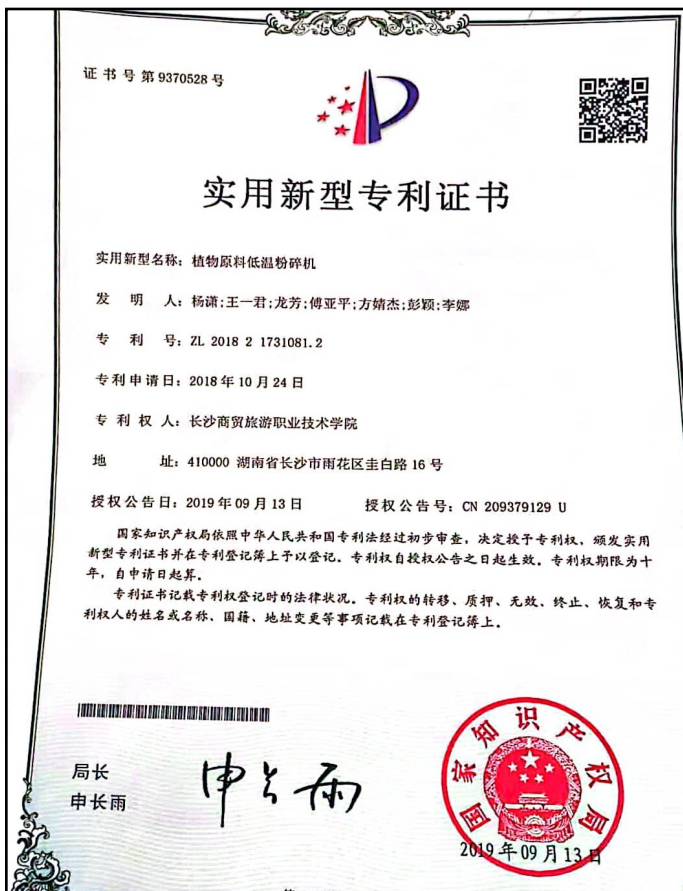 证书号第9370528号
实用新型专利证书
实用新型名称：植物原料低温粉碎机
发明人：杨潇;王一君;龙芳;傅亚平;方婧杰;彭颖;李娜
专利号：ZL 2018 2 1731081.2
专利申请日：2018年10月24日
专利权人：长沙商贸旅游职业技术学院
地址：410000 湖南省长沙市雨花区圭白路16号
授权公告日：2019年09月13日 授权公告号：CN 209379129 U
国家知识产权局依照中华人民共和国专利法经过初步审查，决定授予专利权，颁发实用
新型专利证书并在专利登记簿上予以登记。专利权自授权公告之日起生效。专利权期限为十
年，自申请日起算。
专利证书记载专利权登记时的法律状况。专利权的转移、质押、无效、终止、恢复和专
利权人的姓名或名称、国籍、地址变更等事项记载在专利登记簿上。
局长
申长雨
申长雨
国家知识产权局
2019年09月13日